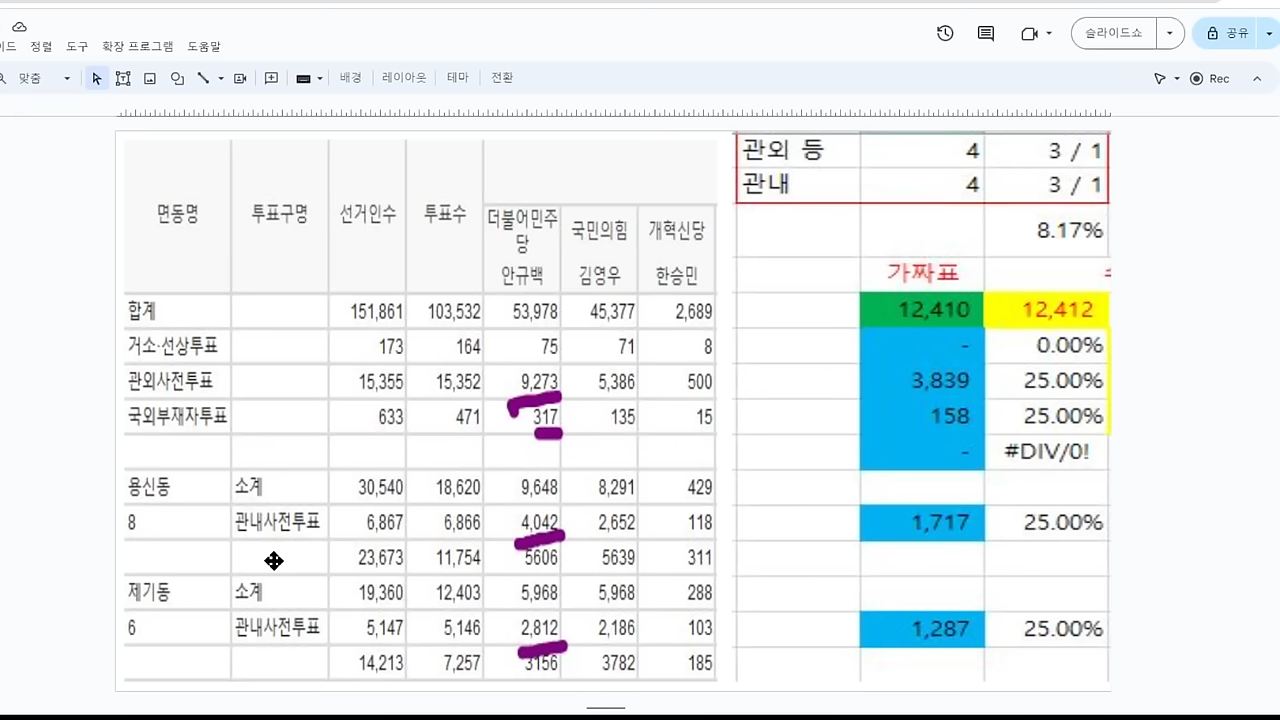 이드 정렬 도구 확장 프로그램 도움말
슬라이드쇼
공유
맞춤 배경 레이아웃 테마 전환 Rec
면동명 투표구명 선거인수 투표수
더불어민주당 국민의힘 개혁신당
안규백 김영우 한승민
합계 151,861 103,532 53,978 45,377 2,689
거소·선상투표 173 164 75 71 8
관외사전투표 15,355 15,352 9,273 5,386 500
국외부재자투표 633 471 317 135 15
용신동 소계 30,540 18,620 9,648 8,291 429
8 관내사전투표 6,867 6,866 4,042 2,652 118
23,673 11,754 5606 5639 311
제기동 소계 19,360 12,403 5,968 5,968 288
6 관내사전투표 5,147 5,146 2,812 2,186 103
14,213 7,257 3156 3782 185
관외 등 4 3 / 1
관내 4 3 / 1
8.17%
가짜표
12,410 12,412
- 0.00%
3,839 25.00%
158 25.00%
- #DIV/0!
1,717 25.00%
1,287 25.00%